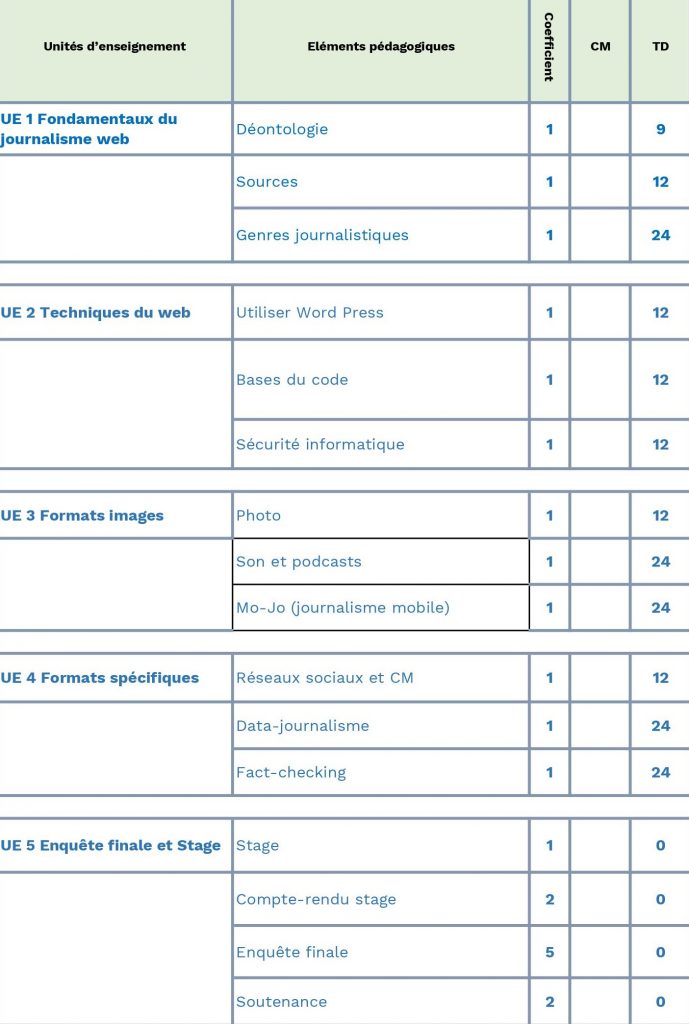 Unités d'enseignement Eléments pédagogiques Coefficient CM TD
UE 1 Fondamentaux du
journalisme web Déontologie 1 9
Sources 1 12
Genres journalistiques 1 24
UE 2 Techniques du web Utiliser Word Press 1 12
Bases du code 1 12
Sécurité informatique 1 12
UE 3 Formats images Photo 1 12
Son et podcasts 1 24
Mo-Jo (journalisme mobile) 1 24
UE 4 Formats spécifiques Réseaux sociaux et CM 1 12
Data-journalisme 1 24
Fact-checking 1 24
UE 5 Enquête finale et Stage Stage 1 0
Compte-rendu stage 2 0
Enquête finale 5 0
Soutenance 2 0